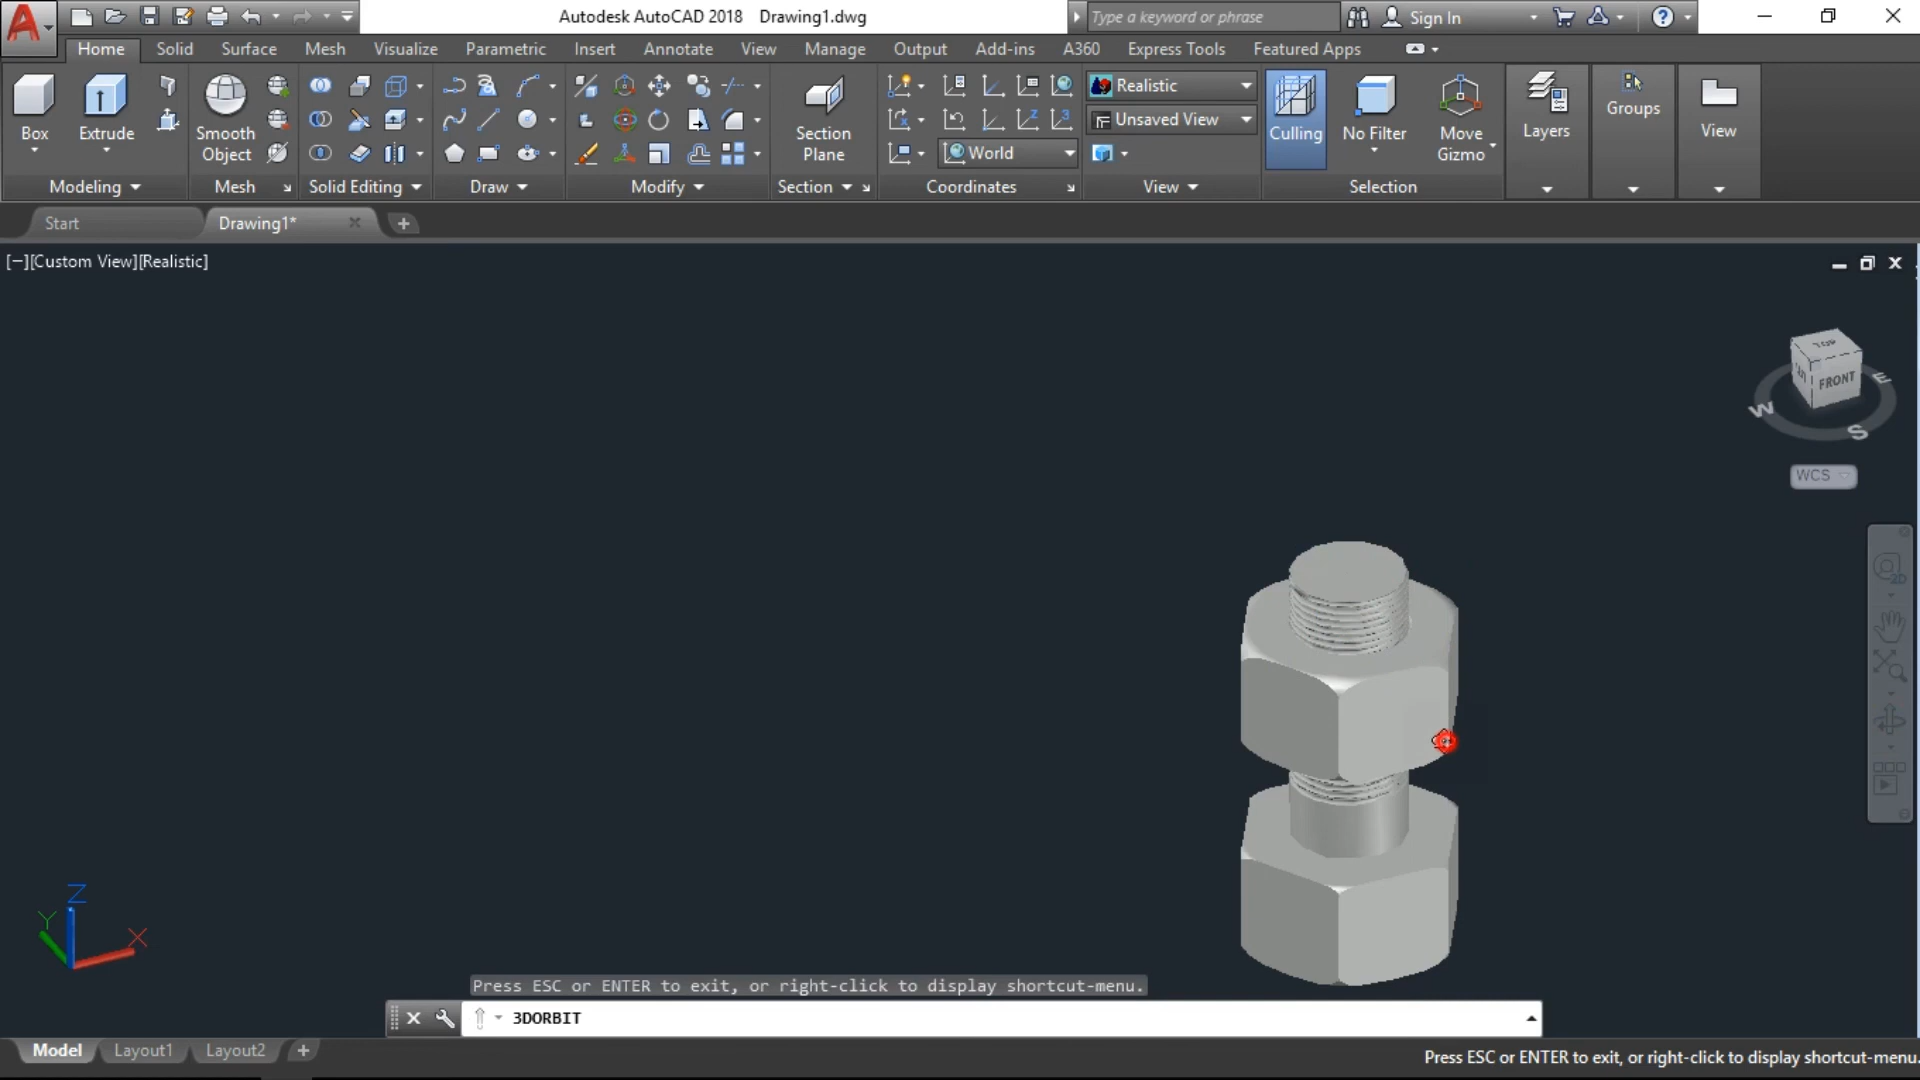 Autodesk AutoCAD 2018 Drawing1.dwg
Type a keyword or phrase
Sign In
Home Solid Surface Mesh Visualize Parametric Insert Annotate View Manage Output Add-ins A360 Express Tools Featured Apps
Box
Extrude
Smooth Object
Section Plane
World
Realistic
Unsaved View
Culling
No Filter
Move Gizmo
Layers
Groups
View
Modeling
Mesh
Solid Editing
Draw
Modify
Section
Coordinates
View
Selection
Start
Drawing1*
[−][Custom View][Realistic]
TOP
FRONT
E
W
S
WCS
2D
Z
Y
X
Press ESC or ENTER to exit, or right-click to display shortcut-menu.
3DORBIT
Model Layout1 Layout2
Press ESC or ENTER to exit, or right-click to display shortcut-menu.